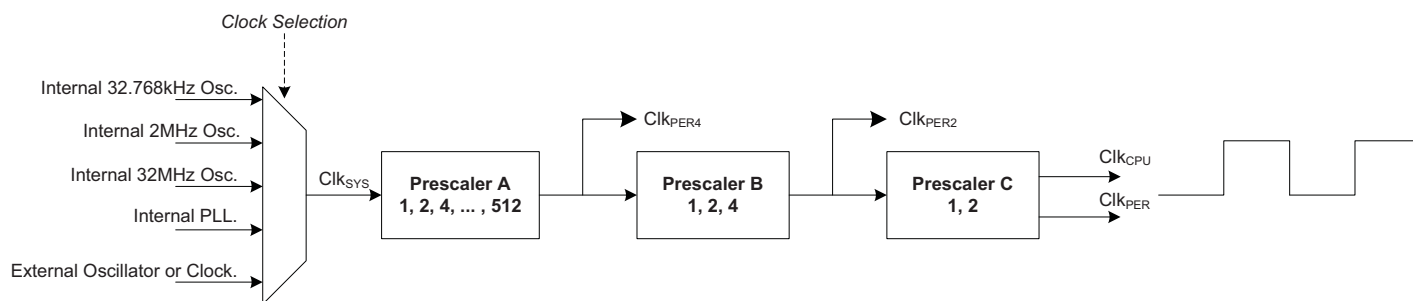 Clock Selection
Internal 32.768kHz Osc.
Internal 2MHz Osc.
Internal 32MHz Osc.
Internal PLL.
External Oscillator or Clock.
ClkSYS
Prescaler A
1, 2, 4, ... , 512
ClkPER4
Prescaler B
1, 2, 4
ClkPER2
Prescaler C
1, 2
ClkCPU
ClkPER